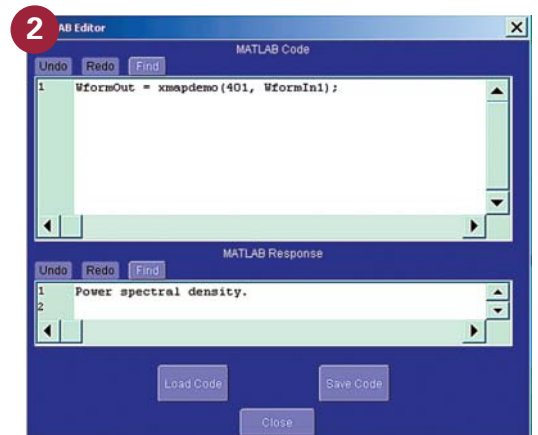 2
AB Editor
MATLAB Code
Undo Redo Find
1 WformOut = xmapdemo(401, WformIn1);
MATLAB Response
Undo Redo Find
1 Power spectral density.
2
Load Code Save Code
Close